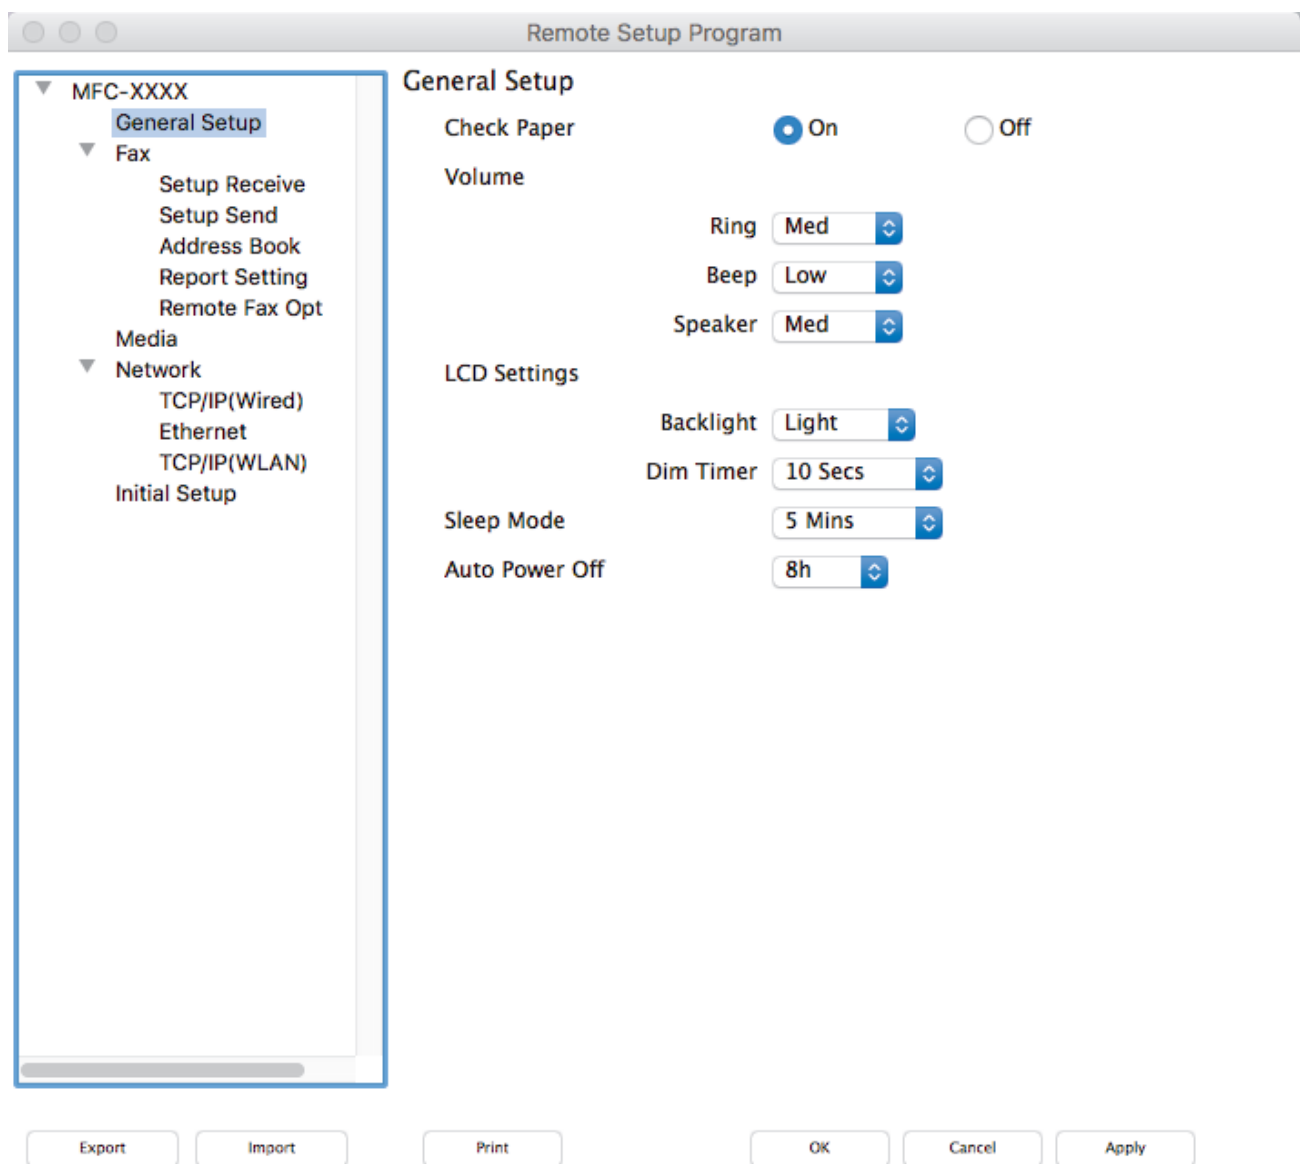 Remote Setup Program
MFC-XXXX
General Setup
Fax
Setup Receive
Setup Send
Address Book
Report Setting
Remote Fax Opt
Media
Network
TCP/IP(Wired)
Ethernet
TCP/IP(WLAN)
Initial Setup
General Setup
Check Paper On Off
Volume
Ring Med
Beep Low
Speaker Med
LCD Settings
Backlight Light
Dim Timer 10 Secs
Sleep Mode 5 Mins
Auto Power Off 8h
Export Import Print OK Cancel Apply